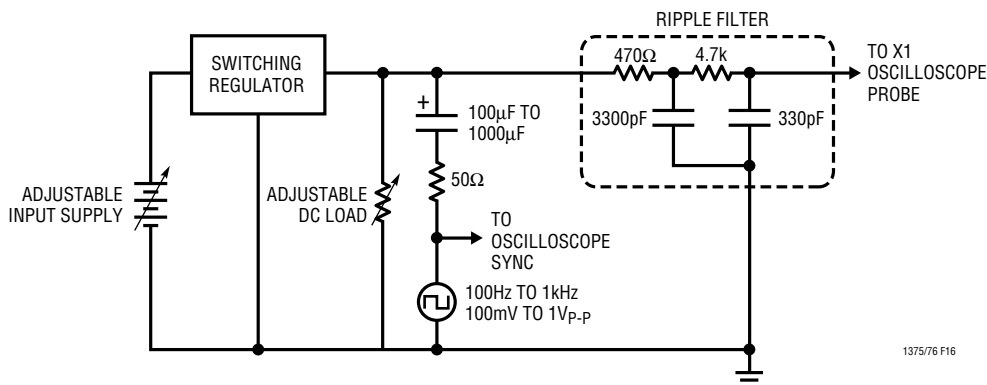 RIPPLE FILTER
SWITCHING
REGULATOR
470Ω
4.7k
TO X1
OSCILLOSCOPE
PROBE
+
100µF TO
1000µF
3300pF
330pF
ADJUSTABLE
INPUT SUPPLY
ADJUSTABLE
DC LOAD
50Ω
TO
OSCILLOSCOPE
SYNC
100Hz TO 1kHz
100mV TO 1VP-P
1375/76 F16